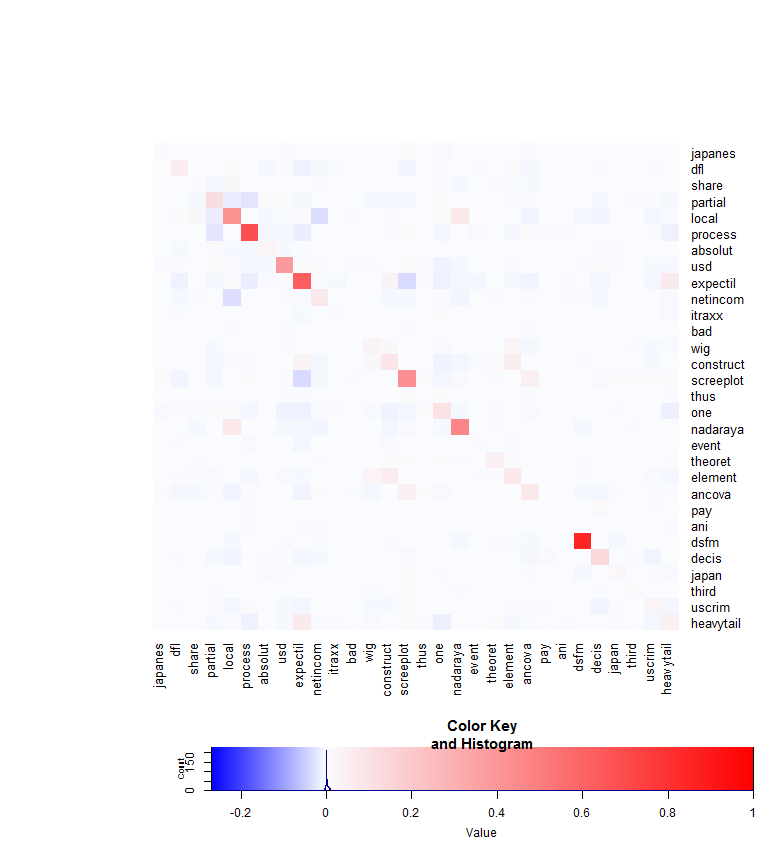 japanes
dfl
share
partial
local
process
absolut
usd
expectil
netincom
itraxx
bad
wig
construct
screeplot
thus
one
nadaraya
event
theoret
element
ancova
pay
ani
dsfm
decis
japan
third
uscrim
heavytail
japanes
dfl
share
partial
local
process
absolut
usd
expectil
netincom
itraxx
bad
wig
construct
screeplot
thus
one
nadaraya
event
theoret
element
ancova
pay
ani
dsfm
decis
japan
third
uscrim
heavytail
Color Key
and Histogram
Count
0 150
-0.2 0 0.2 0.4 0.6 0.8 1
Value